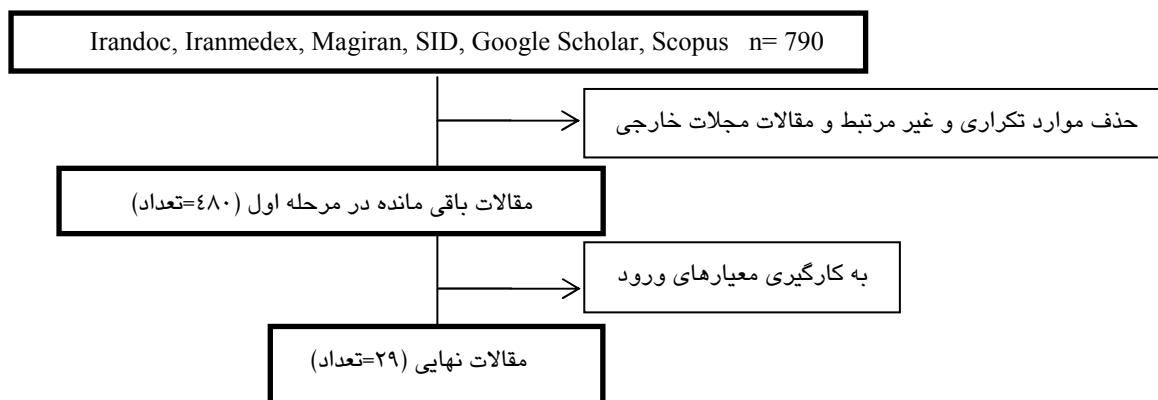 Irandoc, Iranmedex, Magiran, SID, Google Scholar, Scopus n= 790
حذف موارد تکراری و غیر مرتبط و مقالات مجلات خارجی
مقالات باقی مانده در مرحله اول (٤٨٠=تعداد)
به کارگیری معیارهای ورود
مقالات نهایی (٢٩=تعداد)